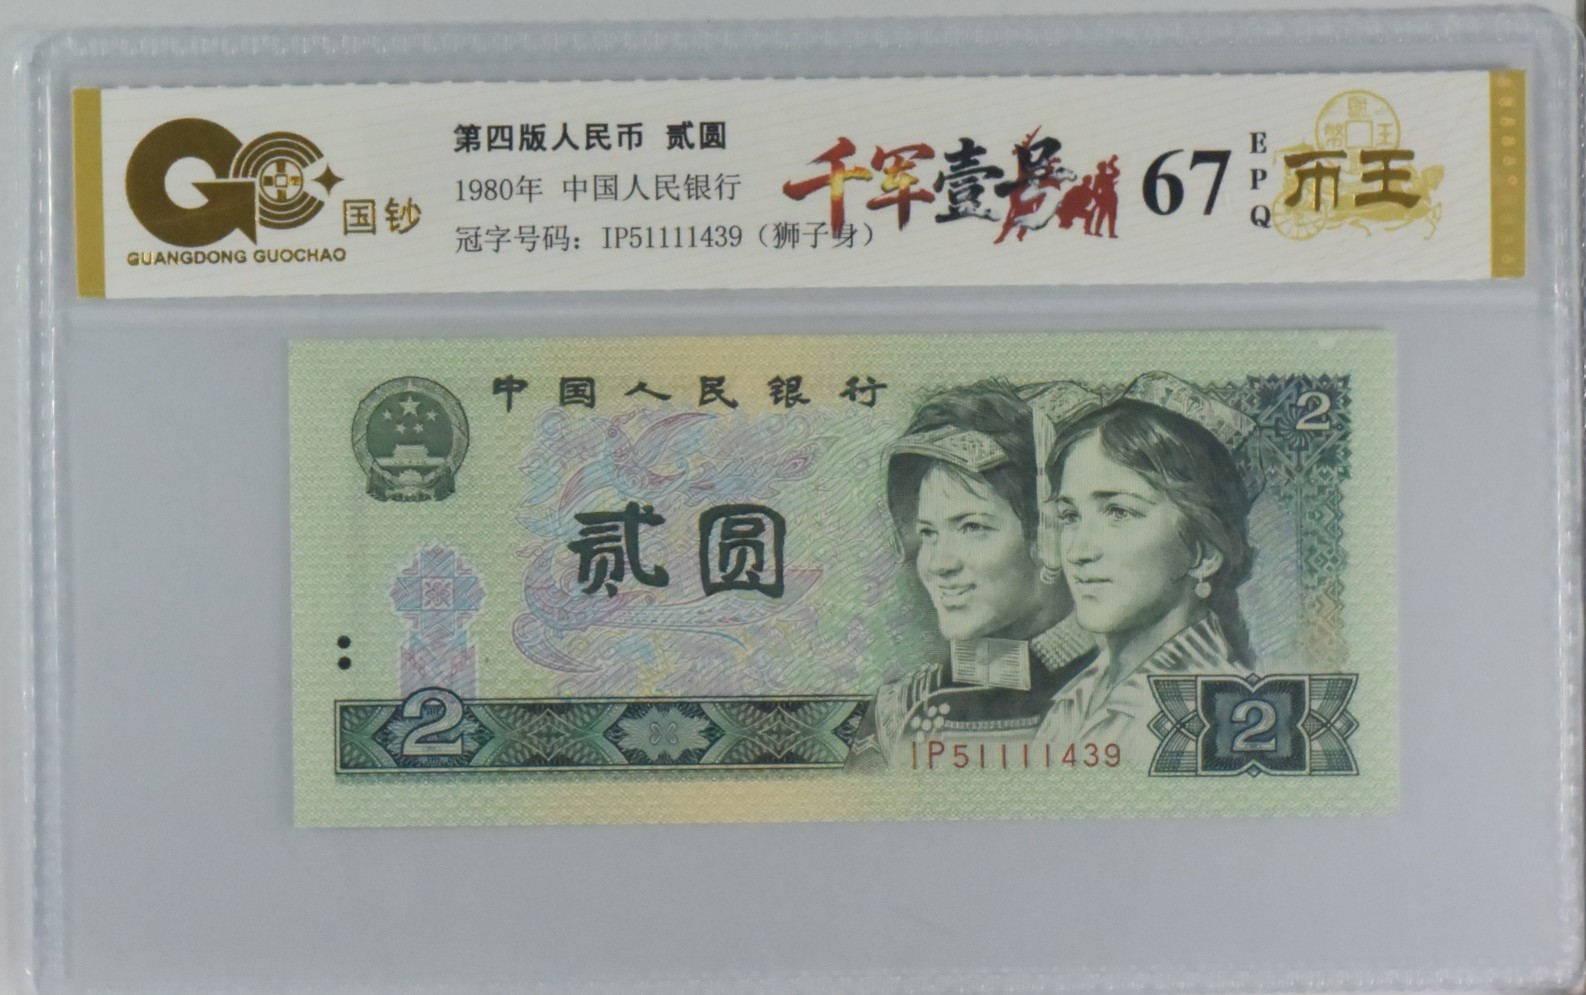 国钞
GUANGDONG GUOCHAO
第四版人民币 贰圆
1980年 中国人民银行
冠字号码：IP51111439（狮子身）
千军壹号
67
EPQ
币王
中国人民银行
2
贰圆
2
IP51111439
2